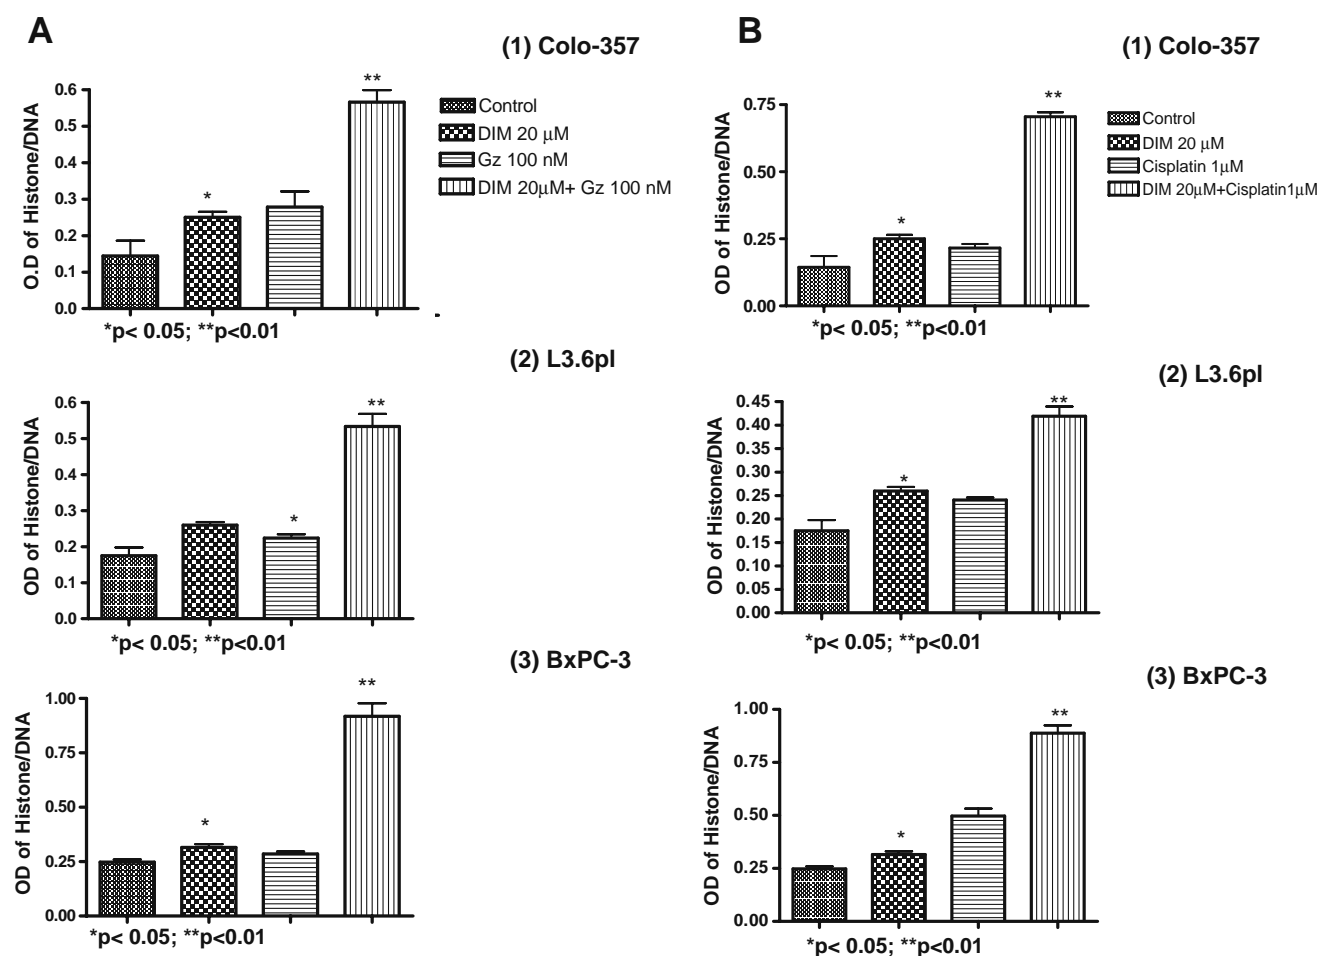 A
(1) Colo-357
O.D of Histone/DNA
0.6
0.5
0.4
0.3
0.2
0.1
0.0
*
**
Control
DIM 20 μM
Gz 100 nM
DIM 20μM+ Gz 100 nM
*p< 0.05; **p<0.01
(2) L3.6pl
OD of Histone/DNA
0.6
0.5
0.4
0.3
0.2
0.1
0.0
*
**
*p< 0.05; **p<0.01
(3) BxPC-3
OD of Histone/DNA
1.00
0.75
0.50
0.25
0.00
*
**
*p< 0.05; **p<0.01
B
(1) Colo-357
OD of Histone/DNA
0.75
0.50
0.25
0.00
*
**
Control
DIM 20 μM
Cisplatin 1μM
DIM 20μM+Cisplatin1μM
*p< 0.05; **p<0.01
(2) L3.6pl
OD of Histone/DNA
0.45
0.40
0.35
0.30
0.25
0.20
0.15
0.10
0.05
0.00
*
**
*p< 0.05; **p<0.01
(3) BxPC-3
OD of Histone/DNA
1.00
0.75
0.50
0.25
0.00
*
**
*p< 0.05; **p<0.01